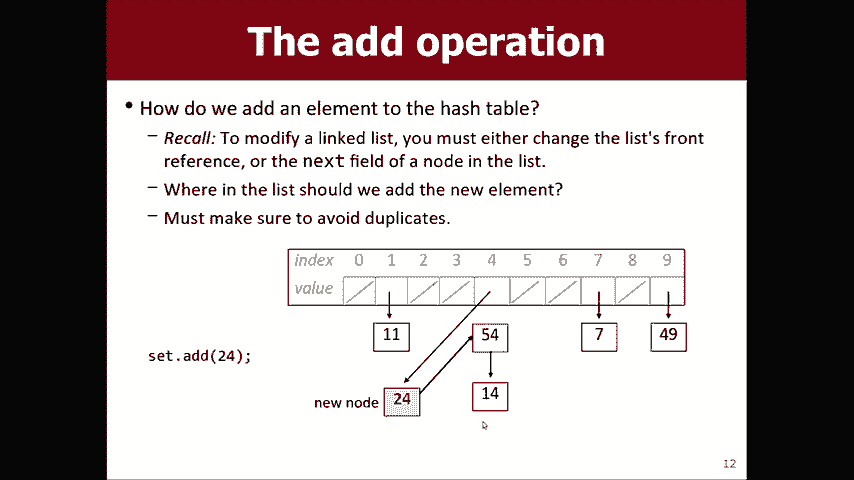 The add operation
• How do we add an element to the hash table?
– Recall: To modify a linked list, you must either change the list's front
reference, or the next field of a node in the list.
– Where in the list should we add the new element?
– Must make sure to avoid duplicates.
index 0 1 2 3 4 5 6 7 8 9
value
11 54 7 49
set.add(24);
new node 24 14
12